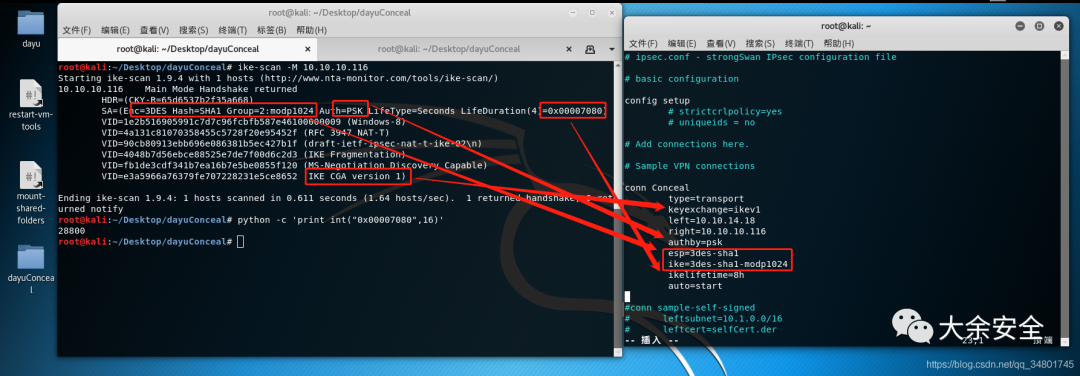 dayu
restart-vm-
tools
mount-
shared-
folders
dayuConcea
l
root@kali: ~/Desktop/dayuConceal
文件(F) 编辑(E) 查看(V) 搜索(S) 终端(T) 标签(B) 帮助(H)
root@kali: ~/Desktop/dayuConceal
root@kali: ~/Desktop/dayuConceal
root@kali:~/Desktop/dayuConceal# ike-scan -M 10.10.10.116
Starting ike-scan 1.9.4 with 1 hosts (http://www.nta-monitor.com/tools/ike-scan/)
10.10.10.116 Main Mode Handshake returned
HDR=(CKY-R=65d6537b2f35a668)
SA=(Enc=3DES Hash=SHA1 Group=2:modp1024 Auth=PSK LifeType=Seconds LifeDuration(4)=0x00007080)
VID=1e2b516905991c7d7c96fcbfb587e46100000009 (Windows-8)
VID=4a131c81070358455c5728f20e95452f (RFC 3947 NAT-T)
VID=90cb80913ebb696e086381b5ec427b1f (draft-ietf-ipsec-nat-t-ike-02\n)
VID=4048b7d56ebce88525e7de7f00d6c2d3 (IKE Fragmentation)
VID=fb1de3cdf341b7ea16b7e5be0855f120 (MS-Negotiation Discovery Capable)
VID=e3a5966a76379fe707228231e5ce8652 (IKE CGA version 1)
Ending ike-scan 1.9.4: 1 hosts scanned in 0.611 seconds (1.64 hosts/sec). 1 returned handshake; 0 ret
urned notify
root@kali:~/Desktop/dayuConceal# python -c 'print int("0x00007080",16)'
28800
root@kali:~/Desktop/dayuConceal#
root@kali: ~
文件(F) 编辑(E) 查看(V) 搜索(S) 终端(T) 帮助(H)
# ipsec.conf - strongSwan IPsec configuration file
# basic configuration
config setup
# strictcrlpolicy=yes
# uniqueids = no
# Add connections here.
# Sample VPN connections
conn Conceal
type=transport
keyexchange=ikev1
left=10.10.14.18
right=10.10.10.116
authby=psk
esp=3des-sha1
ike=3des-sha1-modp1024
ikelifetime=8h
auto=start
#conn sample-self-signed
# leftsubnet=10.1.0.0/16
# leftcert=selfCert.der
-- 插入 --
23,1 顶端
大余安全
https://blog.csdn.net/qq_34801745